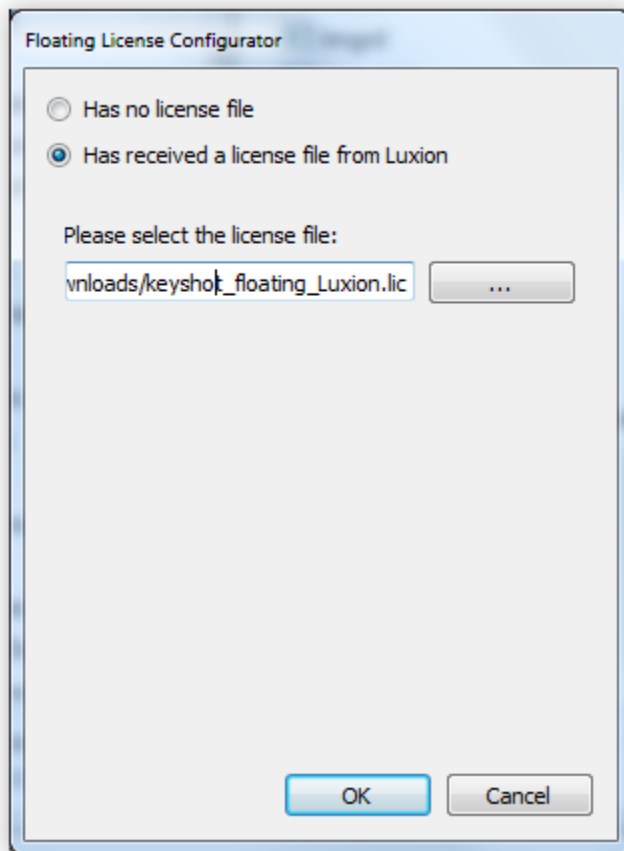 Floating License Configurator
Has no license file
Has received a license file from Luxion
Please select the license file:
vnloads/keyshot_floating_Luxion.lic
...
OK Cancel